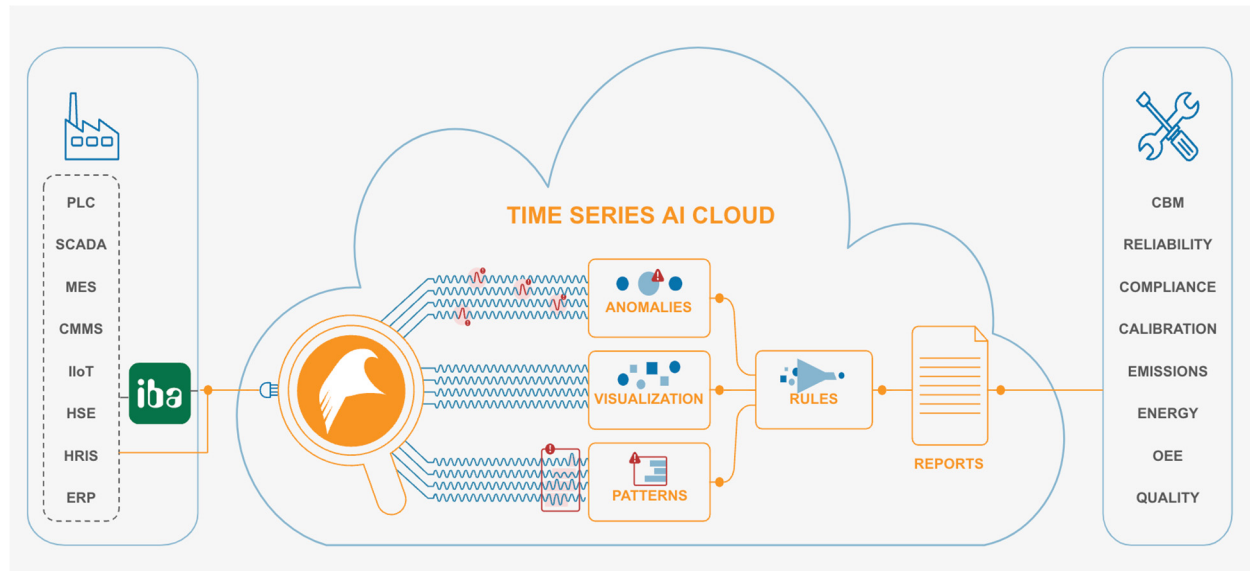 PLC
SCADA
MES
CMMS
IIoT
HSE
HRIS
ERP
iba
TIME SERIES AI CLOUD
ANOMALIES
VISUALIZATION
PATTERNS
RULES
REPORTS
CBM
RELIABILITY
COMPLIANCE
CALIBRATION
EMISSIONS
ENERGY
OEE
QUALITY